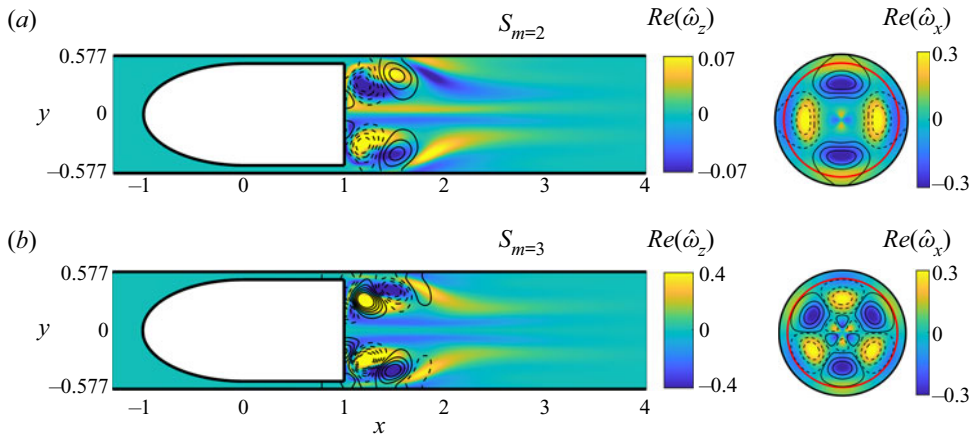 (a)
S_{m=2}
Re(ω̂_z)
Re(ω̂_x)
0.577
0.07
0.3
y
0
0
0
–0.577
–0.07
–0.3
–1
0
1
2
3
4
(b)
S_{m=3}
Re(ω̂_z)
Re(ω̂_x)
0.577
0.4
0.3
y
0
0
0
–0.577
–0.4
–0.3
–1
0
1
2
3
4
x